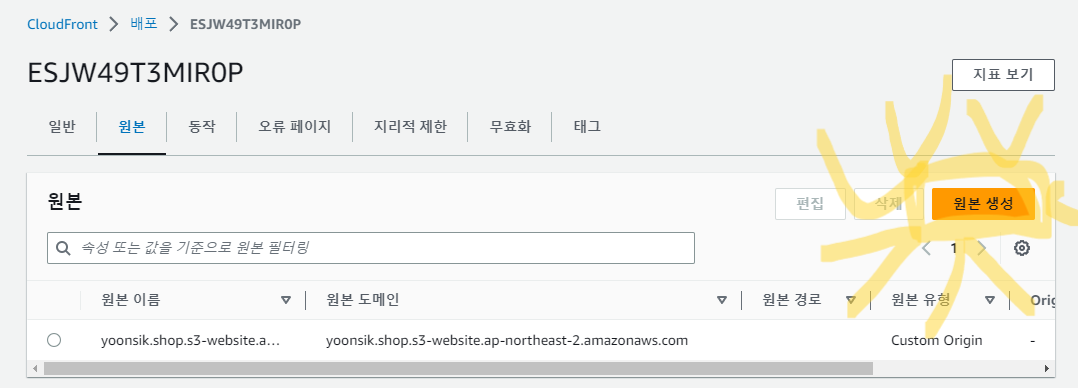 CloudFront > 배포 > ESJW49T3MIR0P
ESJW49T3MIR0P
지표 보기
일반 원본 동작 오류 페이지 지리적 제한 무효화 태그
원본
편집 삭제 원본 생성
속성 또는 값을 기준으로 원본 필터링
< 1 >
원본 이름 원본 도메인 원본 경로 원본 유형 Orig
yoonsik.shop.s3-website.a... yoonsik.shop.s3-website.ap-northeast-2.amazonaws.com Custom Origin -